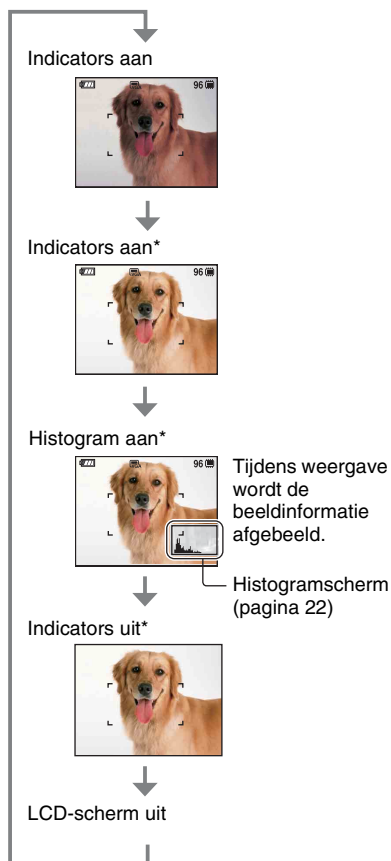 Indicators aan
96
Indicators aan*
96
Histogram aan*
96
Tijdens weergave
wordt de
beeldinformatie
afgebeeld.
Histogramscherm
(pagina 22)
Indicators uit*
LCD-scherm uit